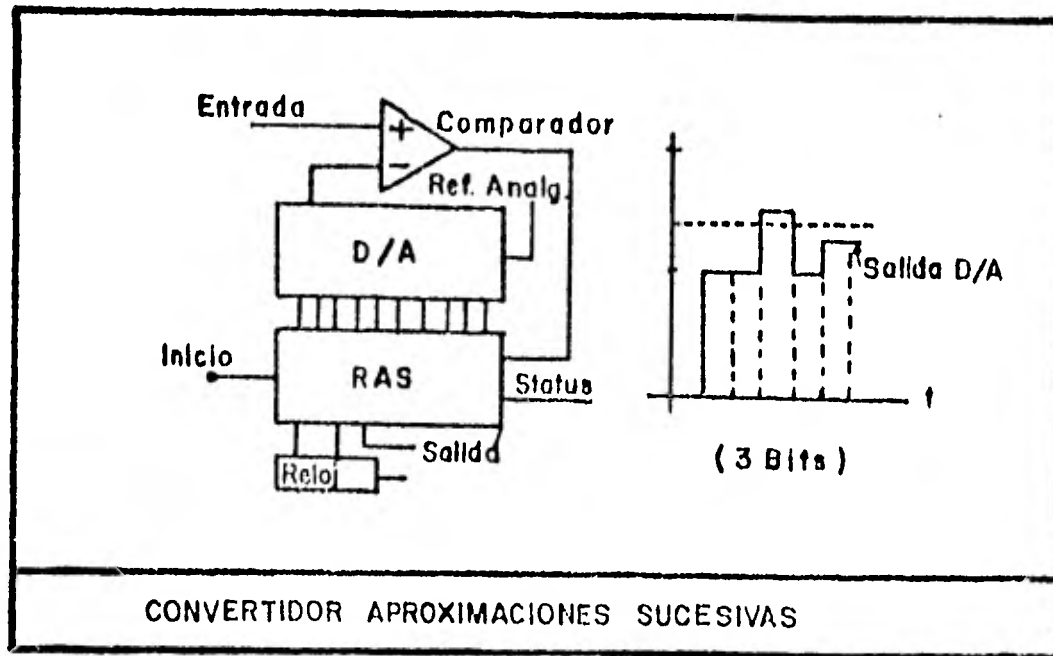 Entrada
+
Comparador
-
Ref. Analg.
D/A
Salida D/A
Inicio
RAS
Status
Salida
Reloj
t
(3 Bits)
CONVERTIDOR APROXIMACIONES SUCESIVAS